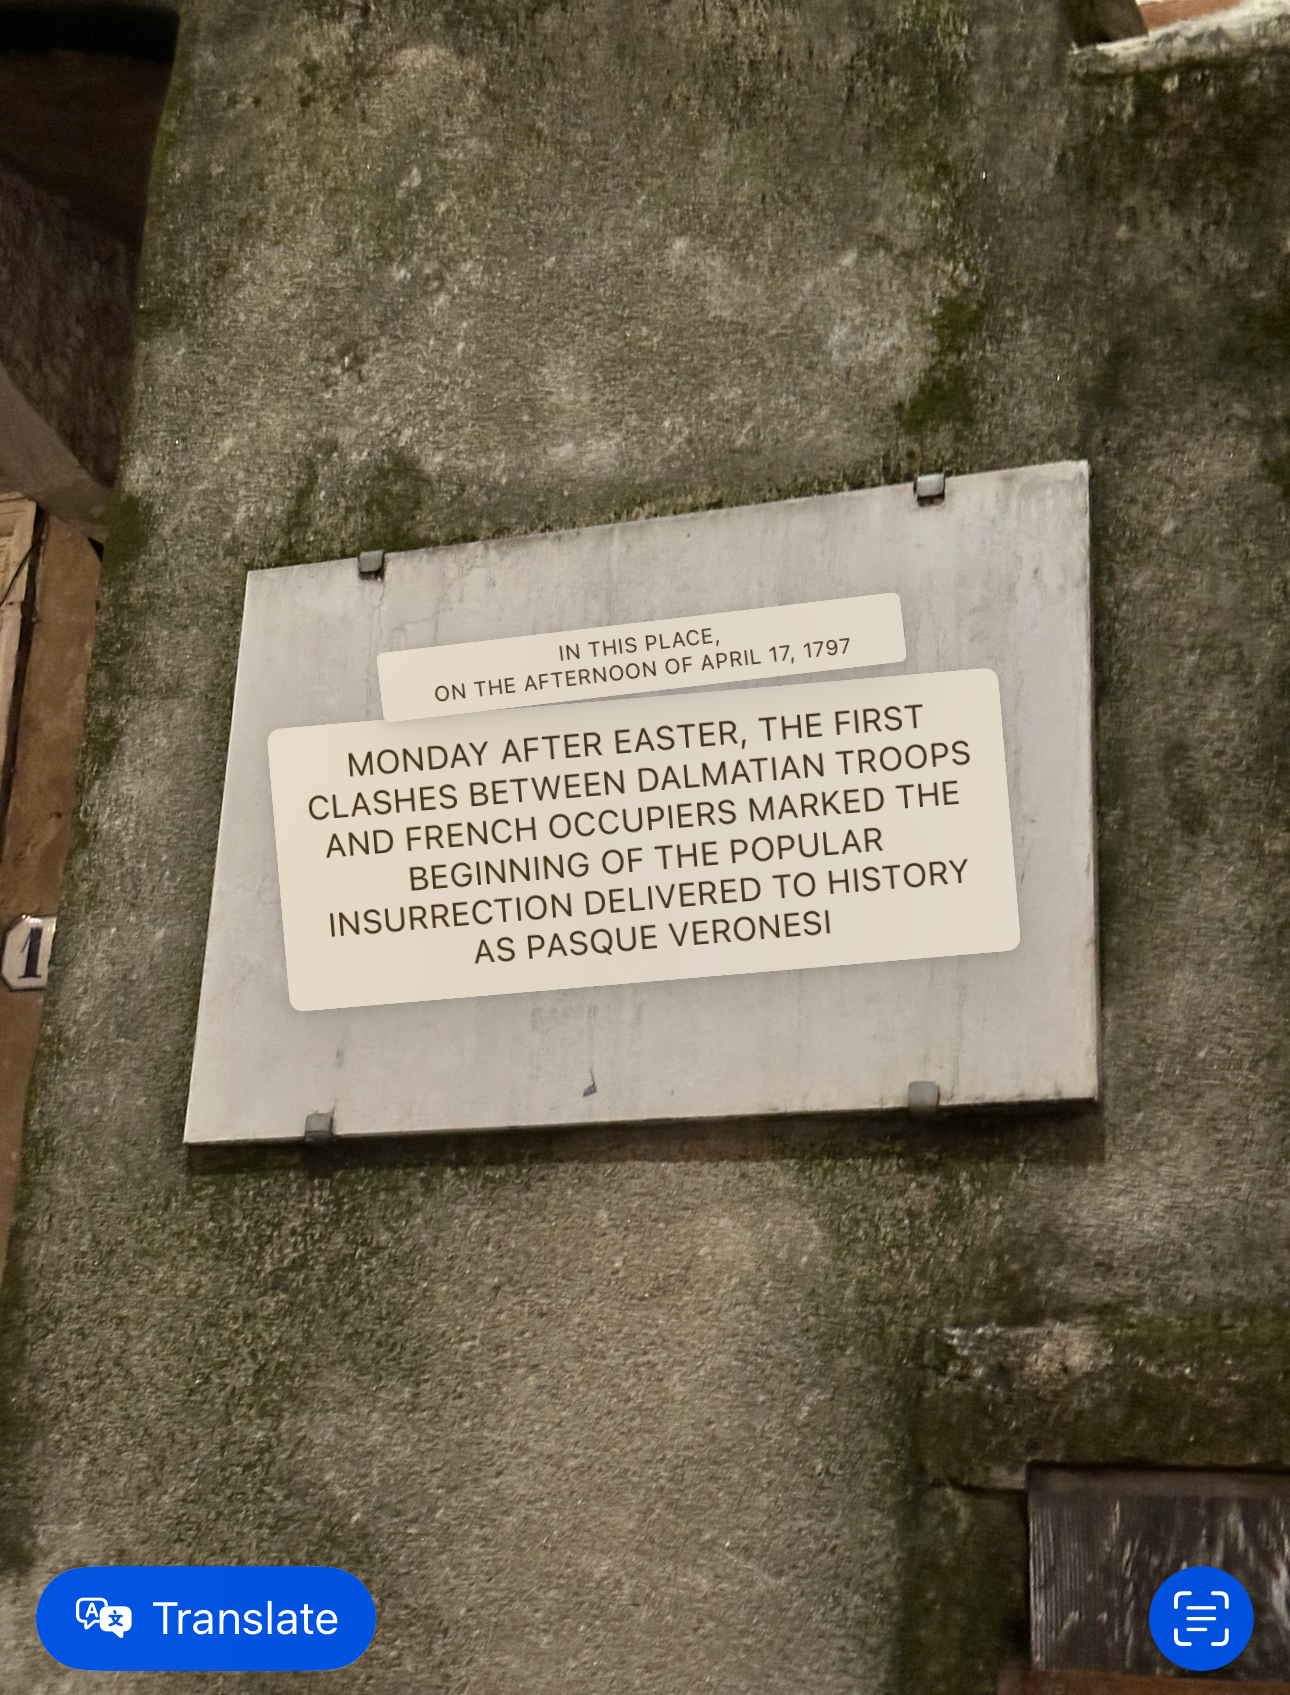 IN THIS PLACE,
ON THE AFTERNOON OF APRIL 17, 1797
MONDAY AFTER EASTER, THE FIRST
CLASHES BETWEEN DALMATIAN TROOPS
AND FRENCH OCCUPIERS MARKED THE
BEGINNING OF THE POPULAR
INSURRECTION DELIVERED TO HISTORY
AS PASQUE VERONESI
1
Translate